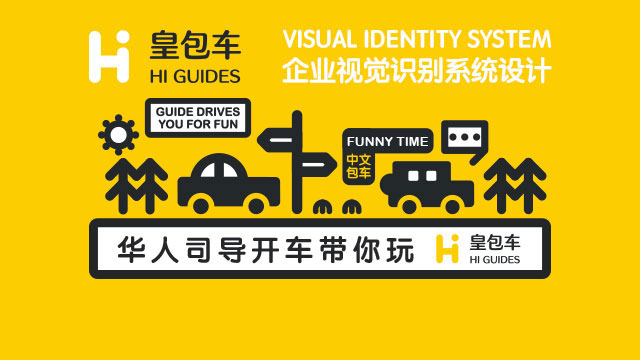 Hi 皇包车
HI GUIDES
VISUAL IDENTITY SYSTEM
企业视觉识别系统设计
GUIDE DRIVES
YOU FOR FUN
FUNNY TIME
中文
包车
华人司导开车带你玩
Hi 皇包车
HI GUIDES